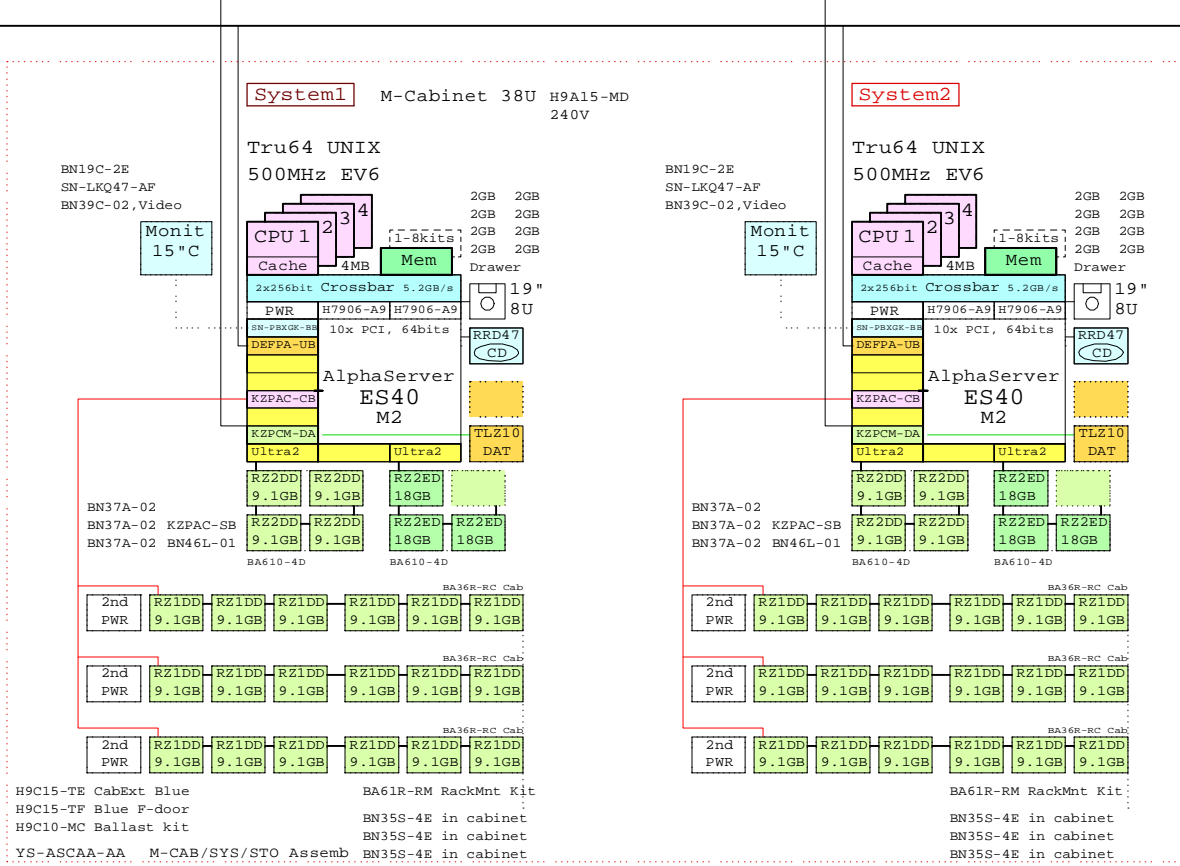 System1 M-Cabinet 38U H9A15-MD System2
240V
Tru64 UNIX Tru64 UNIX
BN19C-2E 500MHz EV6 BN19C-2E 500MHz EV6
SN-LKQ47-AF SN-LKQ47-AF
BN39C-02,Video BN39C-02,Video
2GB 2GB 2GB 2GB
2GB 2GB 2GB 2GB
2GB 2GB 2GB 2GB
2GB 2GB 2GB 2GB
Monit CPU 1 2 3 4 1-8kits Monit CPU 1 2 3 4 1-8kits
15"C Cache 4MB Mem Drawer 15"C Cache 4MB Mem Drawer
2x256bit Crossbar 5.2GB/s 19" 2x256bit Crossbar 5.2GB/s 19"
PWR H7906-A9 H7906-A9 8U PWR H7906-A9 H7906-A9 8U
SN-PBXGK-BB 10x PCI, 64bits RRD47 SN-PBXGK-BB 10x PCI, 64bits RRD47
DEFPA-UB CD DEFPA-UB CD
AlphaServer AlphaServer
KZPAC-CB ES40 KZPAC-CB ES40
M2 M2
KZPCM-DA TLZ10 KZPCM-DA TLZ10
Ultra2 Ultra2 DAT Ultra2 Ultra2 DAT
RZ2DD RZ2DD RZ2ED RZ2DD RZ2DD RZ2ED
9.1GB 9.1GB 18GB 9.1GB 9.1GB 18GB
BN37A-02 BN37A-02
BN37A-02 KZPAC-SB RZ2DD RZ2DD RZ2ED RZ2ED BN37A-02 KZPAC-SB RZ2DD RZ2DD RZ2ED RZ2ED
BN37A-02 BN46L-01 9.1GB 9.1GB 18GB 18GB BN37A-02 BN46L-01 9.1GB 9.1GB 18GB 18GB
BA610-4D BA610-4D BA610-4D BA610-4D
BA36R-RC Cab BA36R-RC Cab
2nd RZ1DD RZ1DD RZ1DD RZ1DD RZ1DD RZ1DD 2nd RZ1DD RZ1DD RZ1DD RZ1DD RZ1DD RZ1DD
PWR 9.1GB 9.1GB 9.1GB 9.1GB 9.1GB 9.1GB PWR 9.1GB 9.1GB 9.1GB 9.1GB 9.1GB 9.1GB
BA36R-RC Cab BA36R-RC Cab
2nd RZ1DD RZ1DD RZ1DD RZ1DD RZ1DD RZ1DD 2nd RZ1DD RZ1DD RZ1DD RZ1DD RZ1DD RZ1DD
PWR 9.1GB 9.1GB 9.1GB 9.1GB 9.1GB 9.1GB PWR 9.1GB 9.1GB 9.1GB 9.1GB 9.1GB 9.1GB
BA36R-RC Cab BA36R-RC Cab
2nd RZ1DD RZ1DD RZ1DD RZ1DD RZ1DD RZ1DD 2nd RZ1DD RZ1DD RZ1DD RZ1DD RZ1DD RZ1DD
PWR 9.1GB 9.1GB 9.1GB 9.1GB 9.1GB 9.1GB PWR 9.1GB 9.1GB 9.1GB 9.1GB 9.1GB 9.1GB
H9C15-TE CabExt Blue BA61R-RM RackMnt Kit BA61R-RM RackMnt Kit
H9C15-TF Blue F-door
H9C10-MC Ballast kit
BN35S-4E in cabinet BN35S-4E in cabinet
BN35S-4E in cabinet BN35S-4E in cabinet
YS-ASCAA-AA M-CAB/SYS/STO Assemb BN35S-4E in cabinet BN35S-4E in cabinet